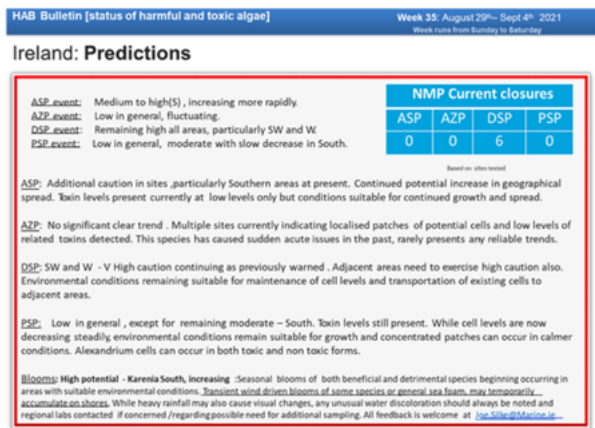 HAB Bulletin [status of harmful and toxic algae]
Week 35: August 29th– Sept 4th 2021
Week runs from Sunday to Saturday
Ireland: Predictions
ASP event: Medium to high(S) , increasing more rapidly.
AZP event: Low in general, fluctuating.
DSP event: Remaining high all areas, particularly SW and W.
PSP event: Low in general, moderate with slow decrease in South.
NMP Current closures
ASP AZP DSP PSP
0 0 6 0
Based on sites tested
ASP: Additional caution in sites ,particularly Southern areas at present. Continued potential increase in geographical
spread. Toxin levels present currently at low levels only but conditions suitable for continued growth and spread.
AZP: No significant clear trend . Multiple sites currently indicating localised patches of potential cells and low levels of
related toxins detected. This species has caused sudden acute issues in the past, rarely presents any reliable trends.
DSP: SW and W - V High caution continuing as previously warned . Adjacent areas need to exercise high caution also.
Environmental conditions remaining suitable for maintenance of cell levels and transportation of existing cells to
adjacent areas.
PSP: Low in general , except for remaining moderate – South. Toxin levels still present. While cell levels are now
decreasing steadily, environmental conditions remain suitable for growth and concentrated patches can occur in calmer
conditions. Alexandrium cells can occur in both toxic and non toxic forms.
Blooms: High potential - Karenia South, increasing :Seasonal blooms of both beneficial and detrimental species beginning occurring in
areas with suitable environmental conditions. Transient wind driven blooms of some species or general sea foam, may temporarily
accumulate on shores. While heavy rainfall may also cause visual changes, any unusual water discoloration should always be noted and
regional labs contacted if concerned /regarding possible need for additional sampling. All feedback is welcome at Joe.Silke@Marine.ie